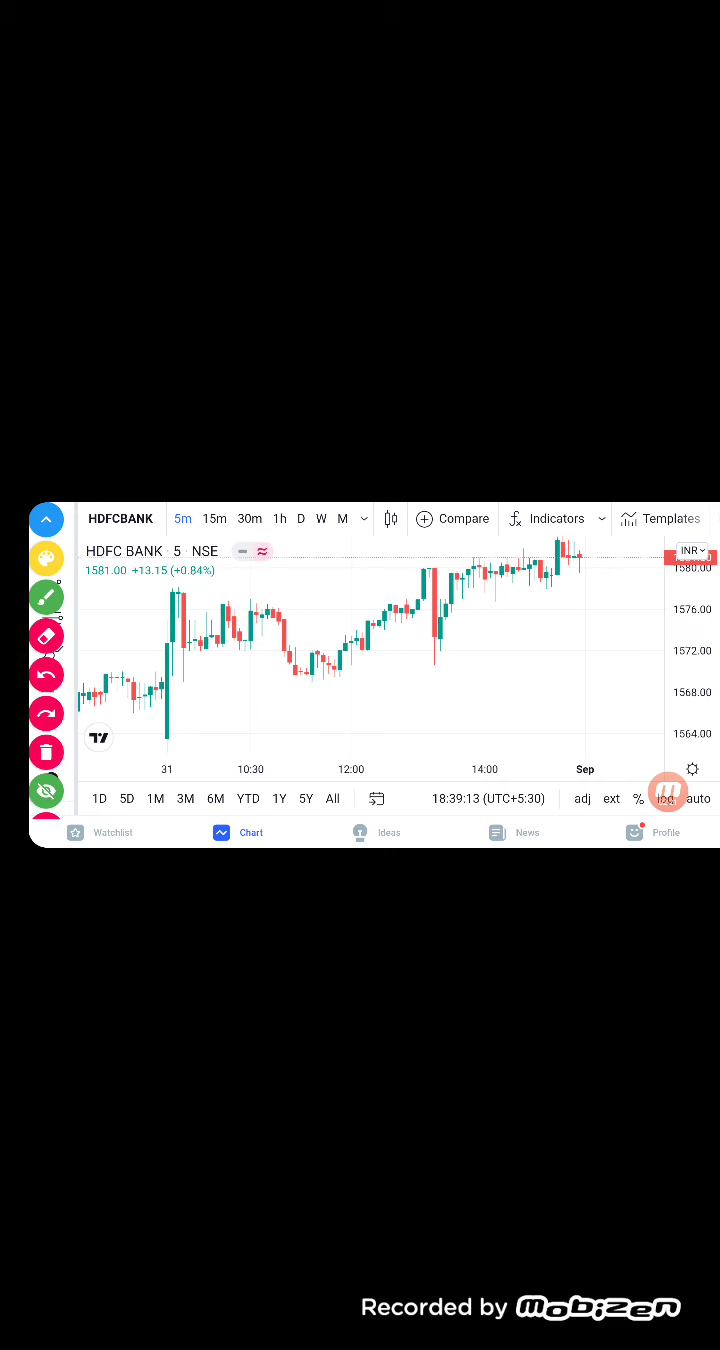 HDFCBANK 5m 15m 30m 1h D W M Compare Indicators Templates
HDFC BANK · 5 · NSE
INR
1581.00 +13.15 (+0.84%)
1580.00
1576.00
1572.00
1568.00
1564.00
31 10:30 12:00 14:00 Sep
1D 5D 1M 3M 6M YTD 1Y 5Y All 18:39:13 (UTC+5:30) adj ext % log auto
Watchlist Chart Ideas News Profile
Recorded by mobizen